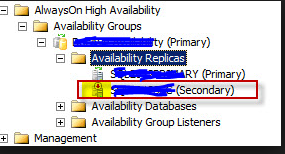 AlwaysOn High Availability
Availability Groups
(Primary)
Availability Replicas
(Primary)
(Secondary)
Availability Databases
Availability Group Listeners
Management